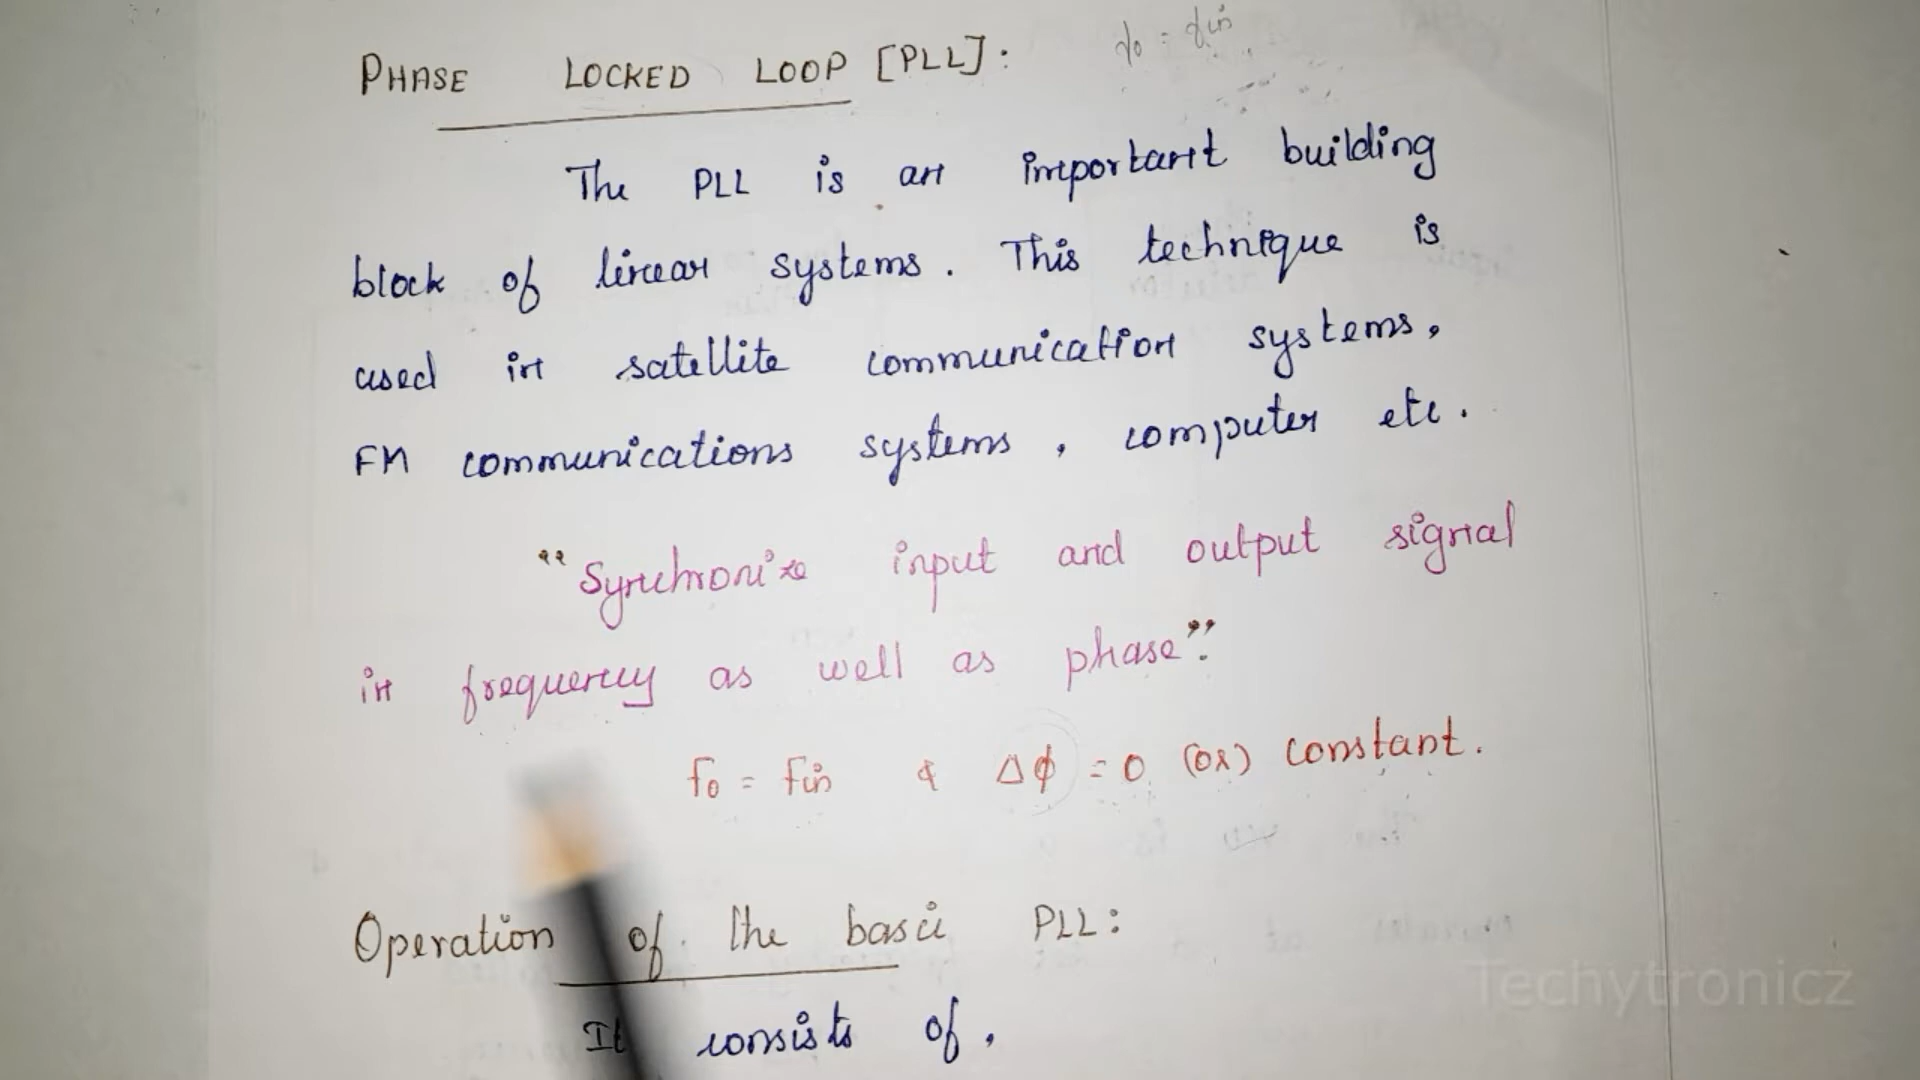 PHASE LOCKED LOOP [PLL]:
fo = fin
The PLL is an important building
block of linear systems. This technique is
used in satellite communication systems,
FM communications systems, computer etc.
"Synchronize input and output signal
in frequency as well as phase".
fo = fin & Δϕ = 0 (or) constant.
Operation of the basic PLL:
It consists of,
Techytronicz